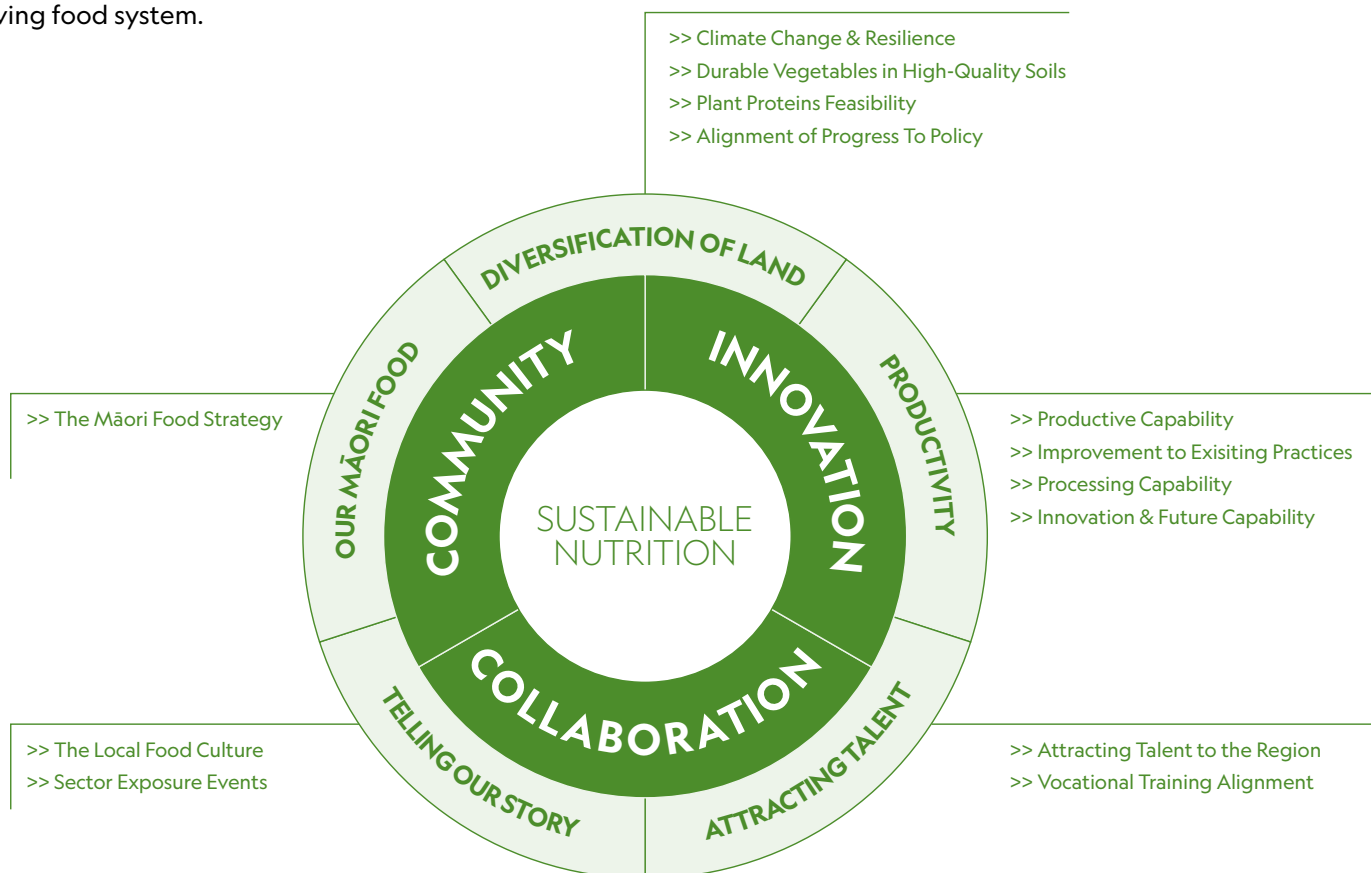 ving food system.
>> Climate Change & Resilience
>> Durable Vegetables in High-Quality Soils
>> Plant Proteins Feasibility
>> Alignment of Progress To Policy
DIVERSIFICATION OF LAND
OUR MĀORI FOOD
PRODUCTIVITY
COMMUNITY
INNOVATION
COLLABORATION
SUSTAINABLE
NUTRITION
>> The Māori Food Strategy
>> Productive Capability
>> Improvement to Exisiting Practices
>> Processing Capability
>> Innovation & Future Capability
TELLING OUR STORY
ATTRACTING TALENT
>> The Local Food Culture
>> Sector Exposure Events
>> Attracting Talent to the Region
>> Vocational Training Alignment